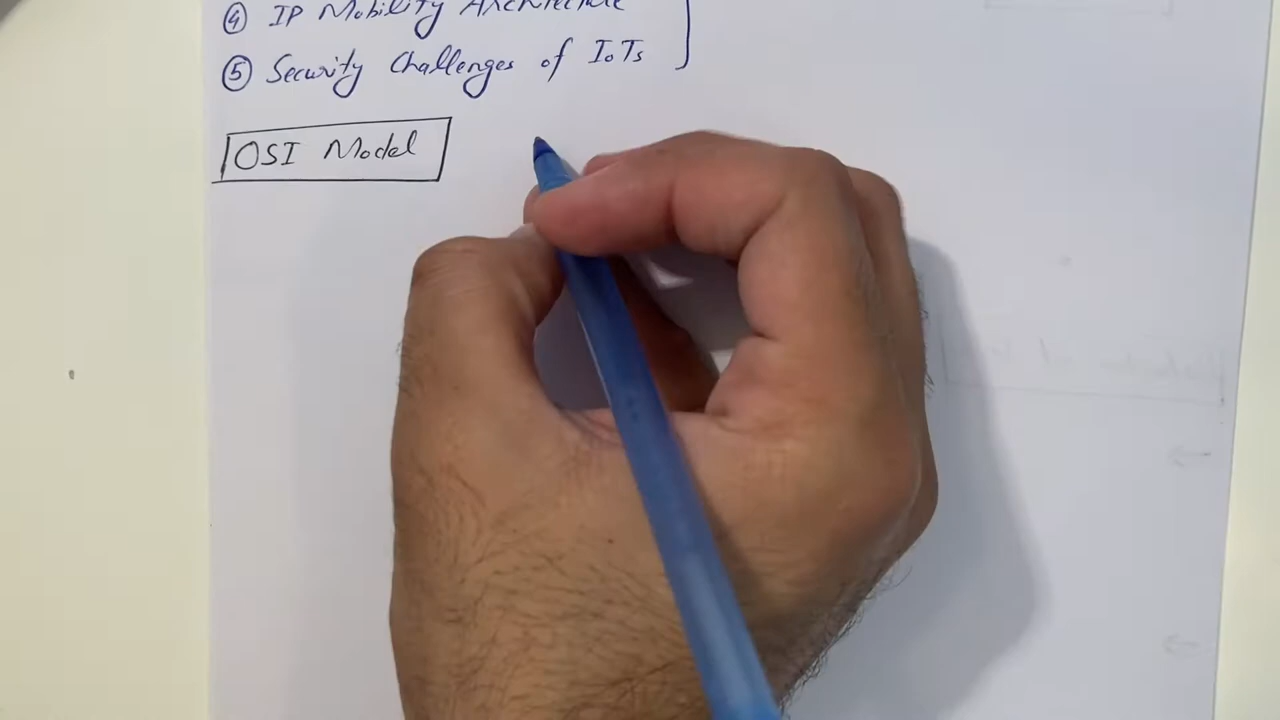 ④ IP Mobility Architecture
⑤ Security Challenges of IoTs
OSI Model